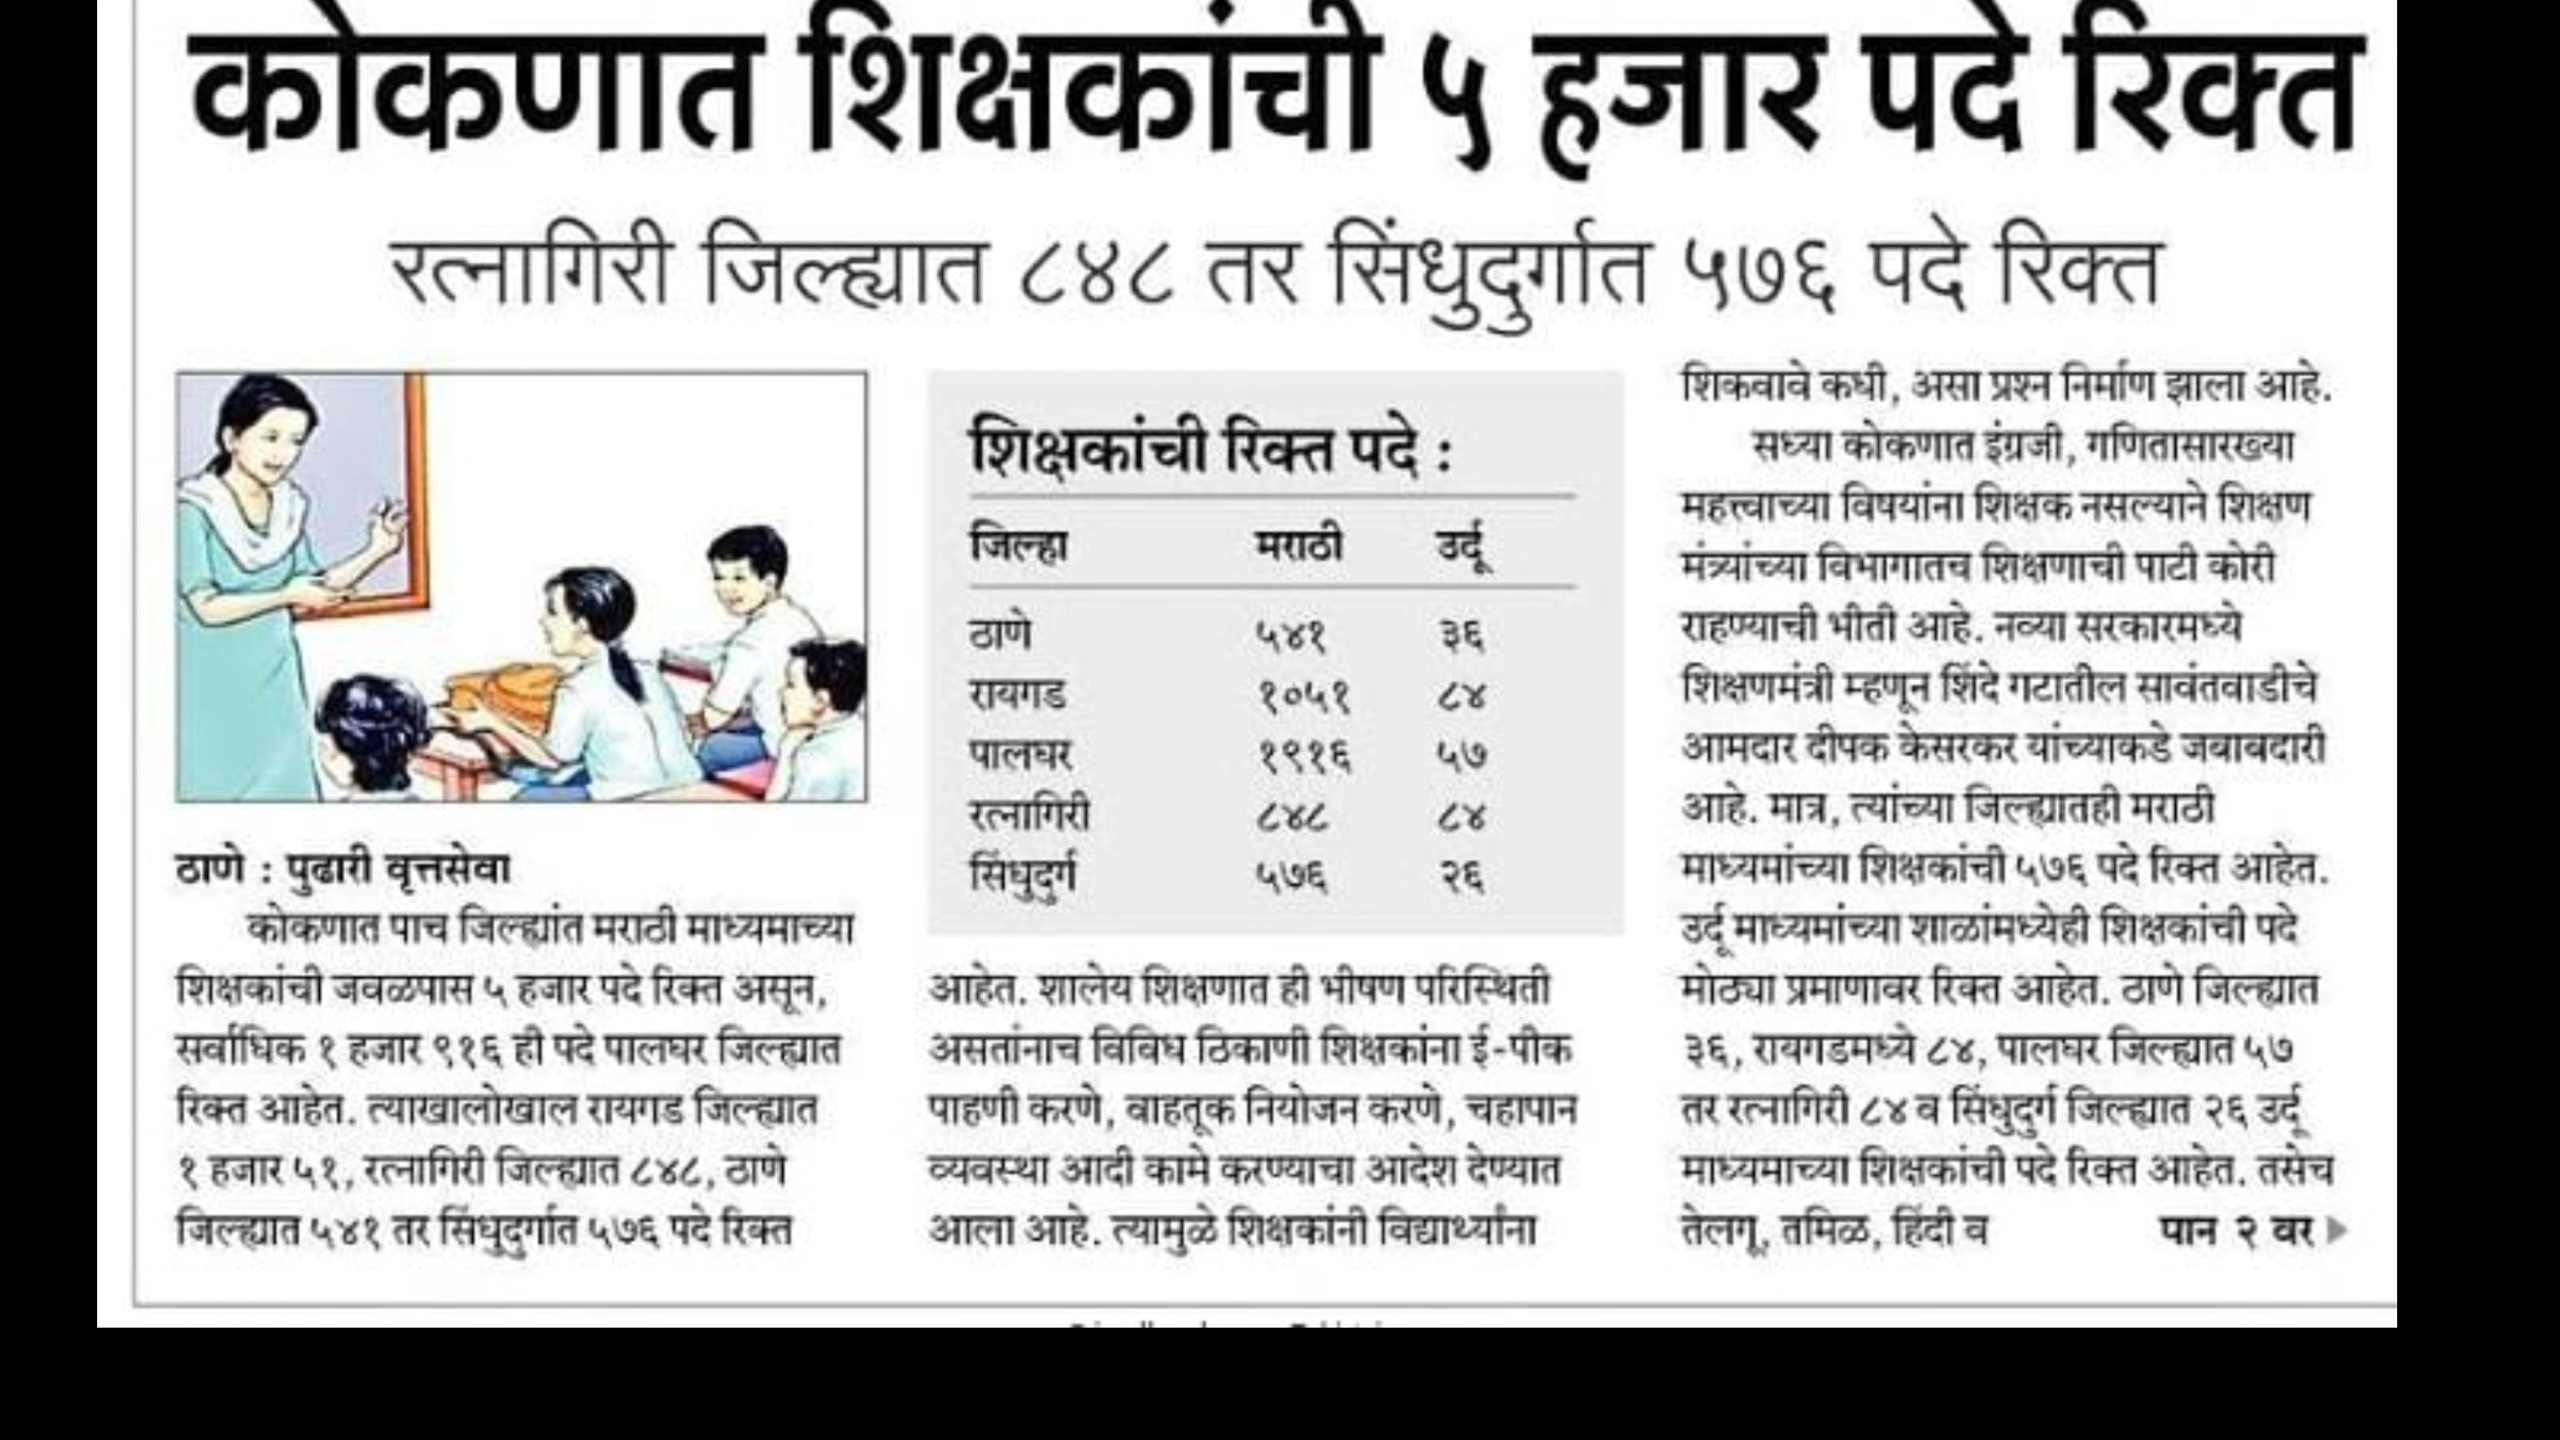 कोकणात शिक्षकांची ५ हजार पदे रिक्त
रत्नागिरी जिल्ह्यात ८४८ तर सिंधुदुर्गात ५७६ पदे रिक्त
ठाणे : पुढारी वृत्तसेवा
कोकणात पाच जिल्ह्यांत मराठी माध्यमाच्या
शिक्षकांची जवळपास ५ हजार पदे रिक्त असून,
सर्वाधिक १ हजार ९१६ ही पदे पालघर जिल्ह्यात
रिक्त आहेत. त्याखालोखाल रायगड जिल्ह्यात
१ हजार ५१, रत्नागिरी जिल्ह्यात ८४८, ठाणे
जिल्ह्यात ५४१ तर सिंधुदुर्गात ५७६ पदे रिक्त
शिक्षकांची रिक्त पदे :
जिल्हा मराठी उर्दू
ठाणे ५४१ ३६
रायगड १०५१ ८४
पालघर १९१६ ५७
रत्नागिरी ८४८ ८४
सिंधुदुर्ग ५७६ २६
आहेत. शालेय शिक्षणात ही भीषण परिस्थिती
असतांनाच विविध ठिकाणी शिक्षकांना ई-पीक
पाहणी करणे, वाहतूक नियोजन करणे, चहापान
व्यवस्था आदी कामे करण्याचा आदेश देण्यात
आला आहे. त्यामुळे शिक्षकांनी विद्यार्थ्यांना
शिकवावे कधी, असा प्रश्न निर्माण झाला आहे.
सध्या कोकणात इंग्रजी, गणितासारख्या
महत्त्वाच्या विषयांना शिक्षक नसल्याने शिक्षण
मंत्र्यांच्या विभागातच शिक्षणाची पाटी कोरी
राहण्याची भीती आहे. नव्या सरकारमध्ये
शिक्षणमंत्री म्हणून शिंदे गटातील सावंतवाडीचे
आमदार दीपक केसरकर यांच्याकडे जबाबदारी
आहे. मात्र, त्यांच्या जिल्ह्यातही मराठी
माध्यमांच्या शिक्षकांची ५७६ पदे रिक्त आहेत.
उर्दू माध्यमांच्या शाळांमध्येही शिक्षकांची पदे
मोठ्या प्रमाणावर रिक्त आहेत. ठाणे जिल्ह्यात
३६, रायगडमध्ये ८४, पालघर जिल्ह्यात ५७
तर रत्नागिरी ८४ व सिंधुदुर्ग जिल्ह्यात २६ उर्दू
माध्यमाच्या शिक्षकांची पदे रिक्त आहेत. तसेच
तेलगू, तमिळ, हिंदी व पान २ वर